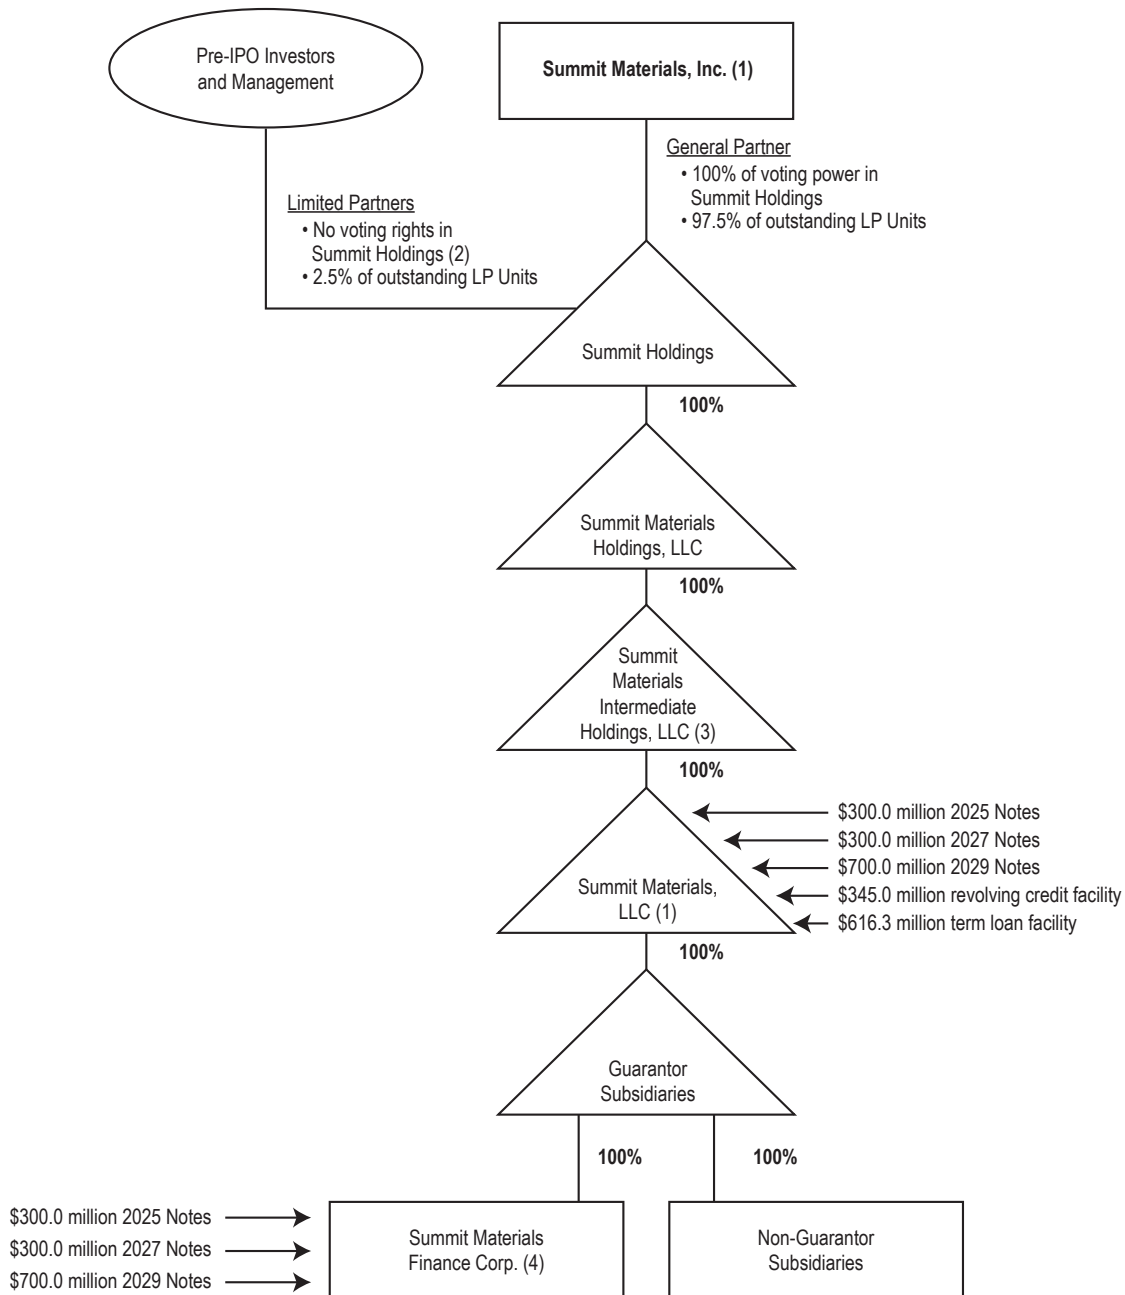 Pre-IPO Investors
and Management
Summit Materials, Inc. (1)
General Partner
• 100% of voting power in
Summit Holdings
• 97.5% of outstanding LP Units
Limited Partners
• No voting rights in
Summit Holdings (2)
• 2.5% of outstanding LP Units
Summit Holdings
100%
Summit Materials
Holdings, LLC
100%
Summit
Materials
Intermediate
Holdings, LLC (3)
100%
$300.0 million 2025 Notes
$300.0 million 2027 Notes
$700.0 million 2029 Notes
$345.0 million revolving credit facility
$616.3 million term loan facility
Summit Materials,
LLC (1)
100%
Guarantor
Subsidiaries
100%
100%
$300.0 million 2025 Notes
$300.0 million 2027 Notes
$700.0 million 2029 Notes
Summit Materials
Finance Corp. (4)
Non-Guarantor
Subsidiaries